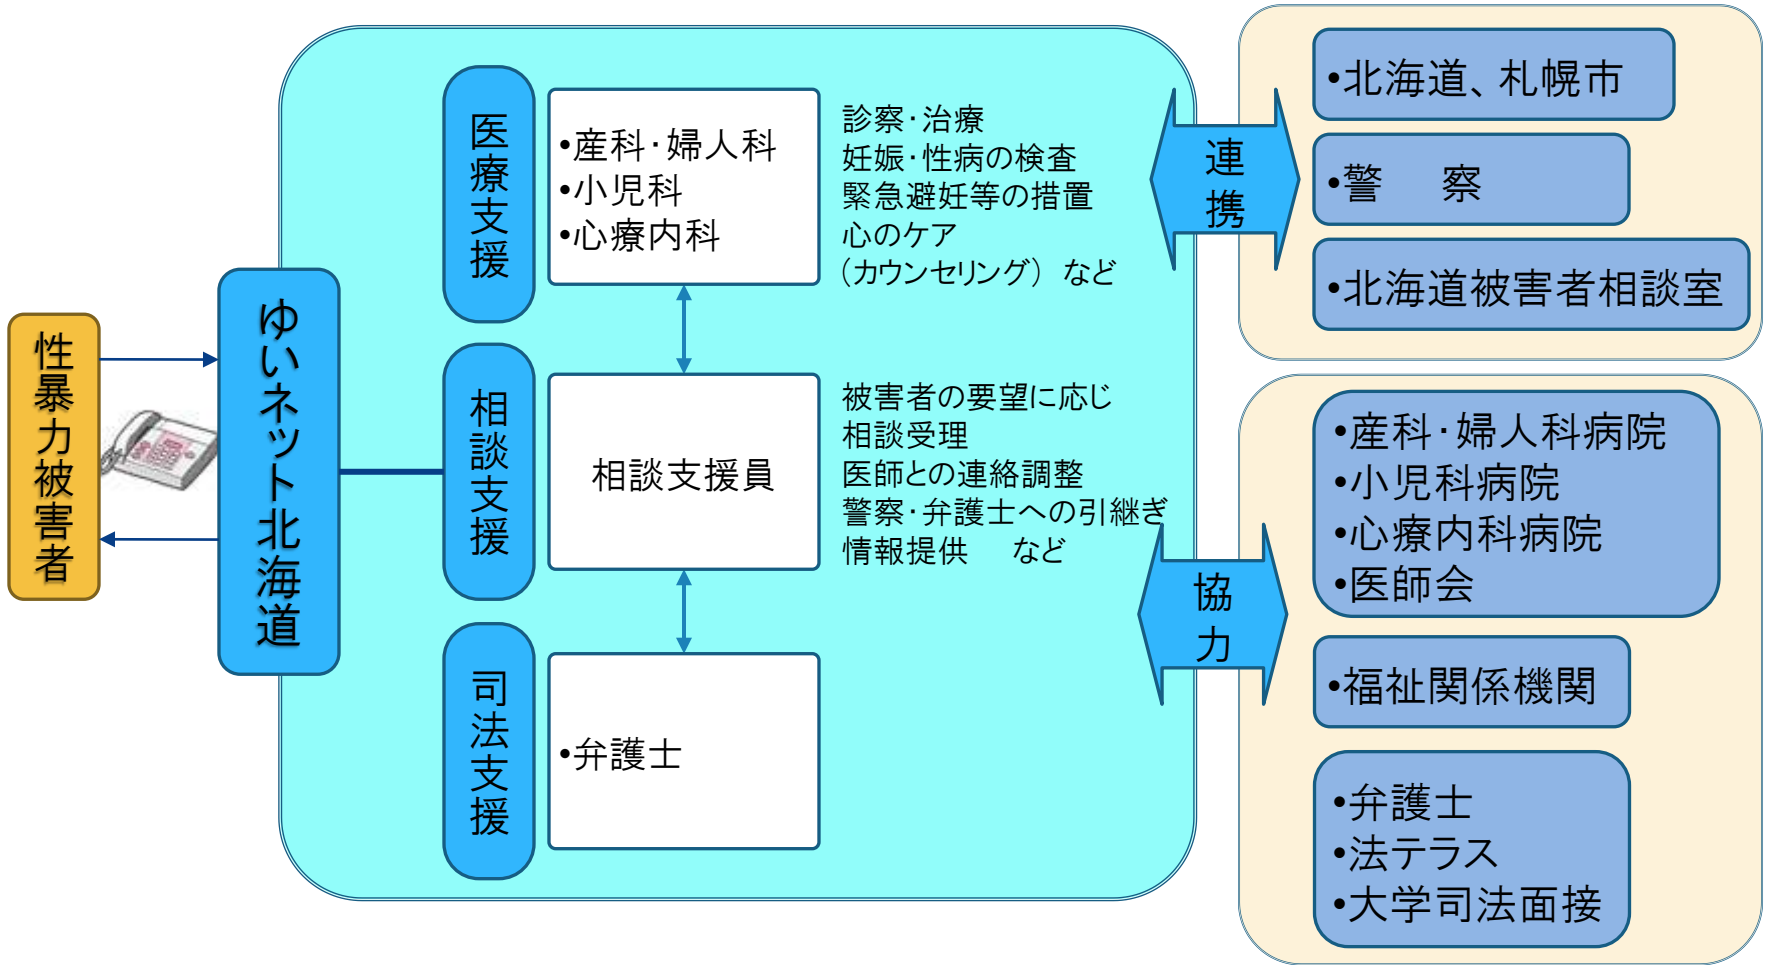 性暴力被害者
ゆいネット北海道
医療支援
•産科・婦人科
•小児科
•心療内科
診察・治療
妊娠・性病の検査
緊急避妊等の措置
心のケア
(カウンセリング) など
相談支援
相談支援員
被害者の要望に応じ
相談受理
医師との連絡調整
警察・弁護士への引継ぎ
情報提供 など
司法支援
•弁護士
連携
•北海道、札幌市
•警 察
•北海道被害者相談室
協力
•産科・婦人科病院
•小児科病院
•心療内科病院
•医師会
•福祉関係機関
•弁護士
•法テラス
•大学司法面接